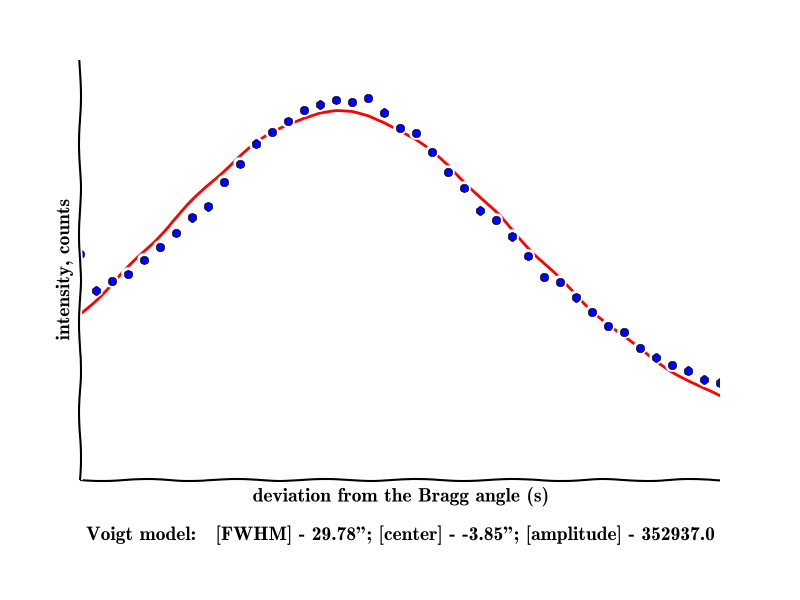 intensity, counts
deviation from the Bragg angle (s)
Voigt model: [FWHM] - 29.78”; [center] - -3.85”; [amplitude] - 352937.0